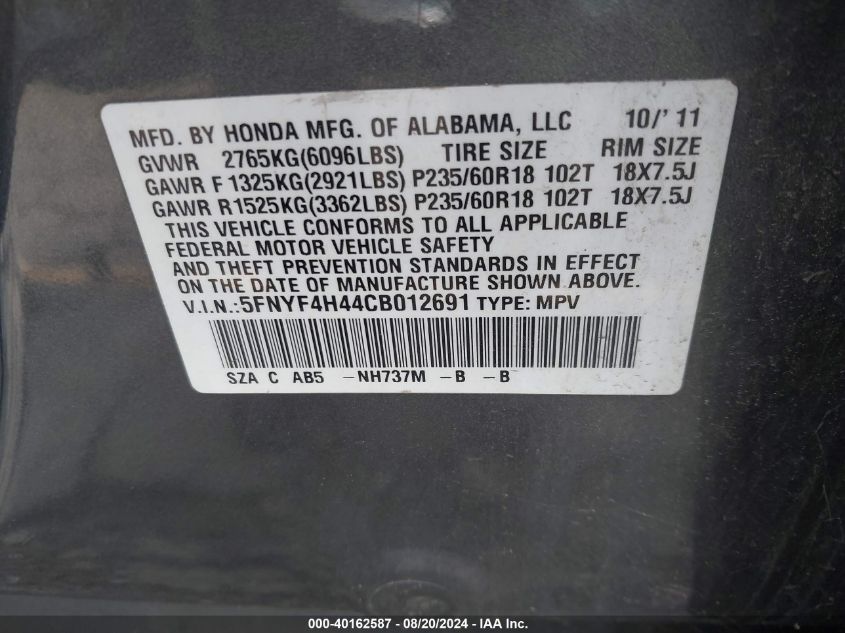 MFD. BY HONDA MFG. OF ALABAMA, LLC 10/' 11
GVWR 2765KG(6096LBS) TIRE SIZE RIM SIZE
GAWR F 1325KG(2921LBS) P235/60R18 102T 18X7.5J
GAWR R1525KG(3362LBS) P235/60R18 102T 18X7.5J
THIS VEHICLE CONFORMS TO ALL APPLICABLE
FEDERAL MOTOR VEHICLE SAFETY
AND THEFT PREVENTION STANDARDS IN EFFECT
ON THE DATE OF MANUFACTURE SHOWN ABOVE.
V.I.N.:5FNYF4H44CB012691 TYPE: MPV
SZA C AB5 -NH737M -B -B
000-40162587 - 08/20/2024 - IAA Inc.